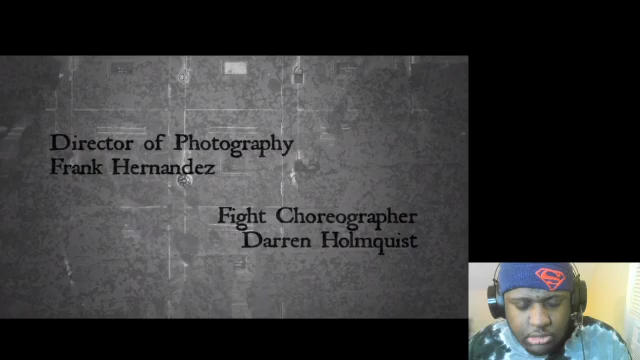 Director of Photography
Frank Hernandez
Fight Choreographer
Darren Holmquist